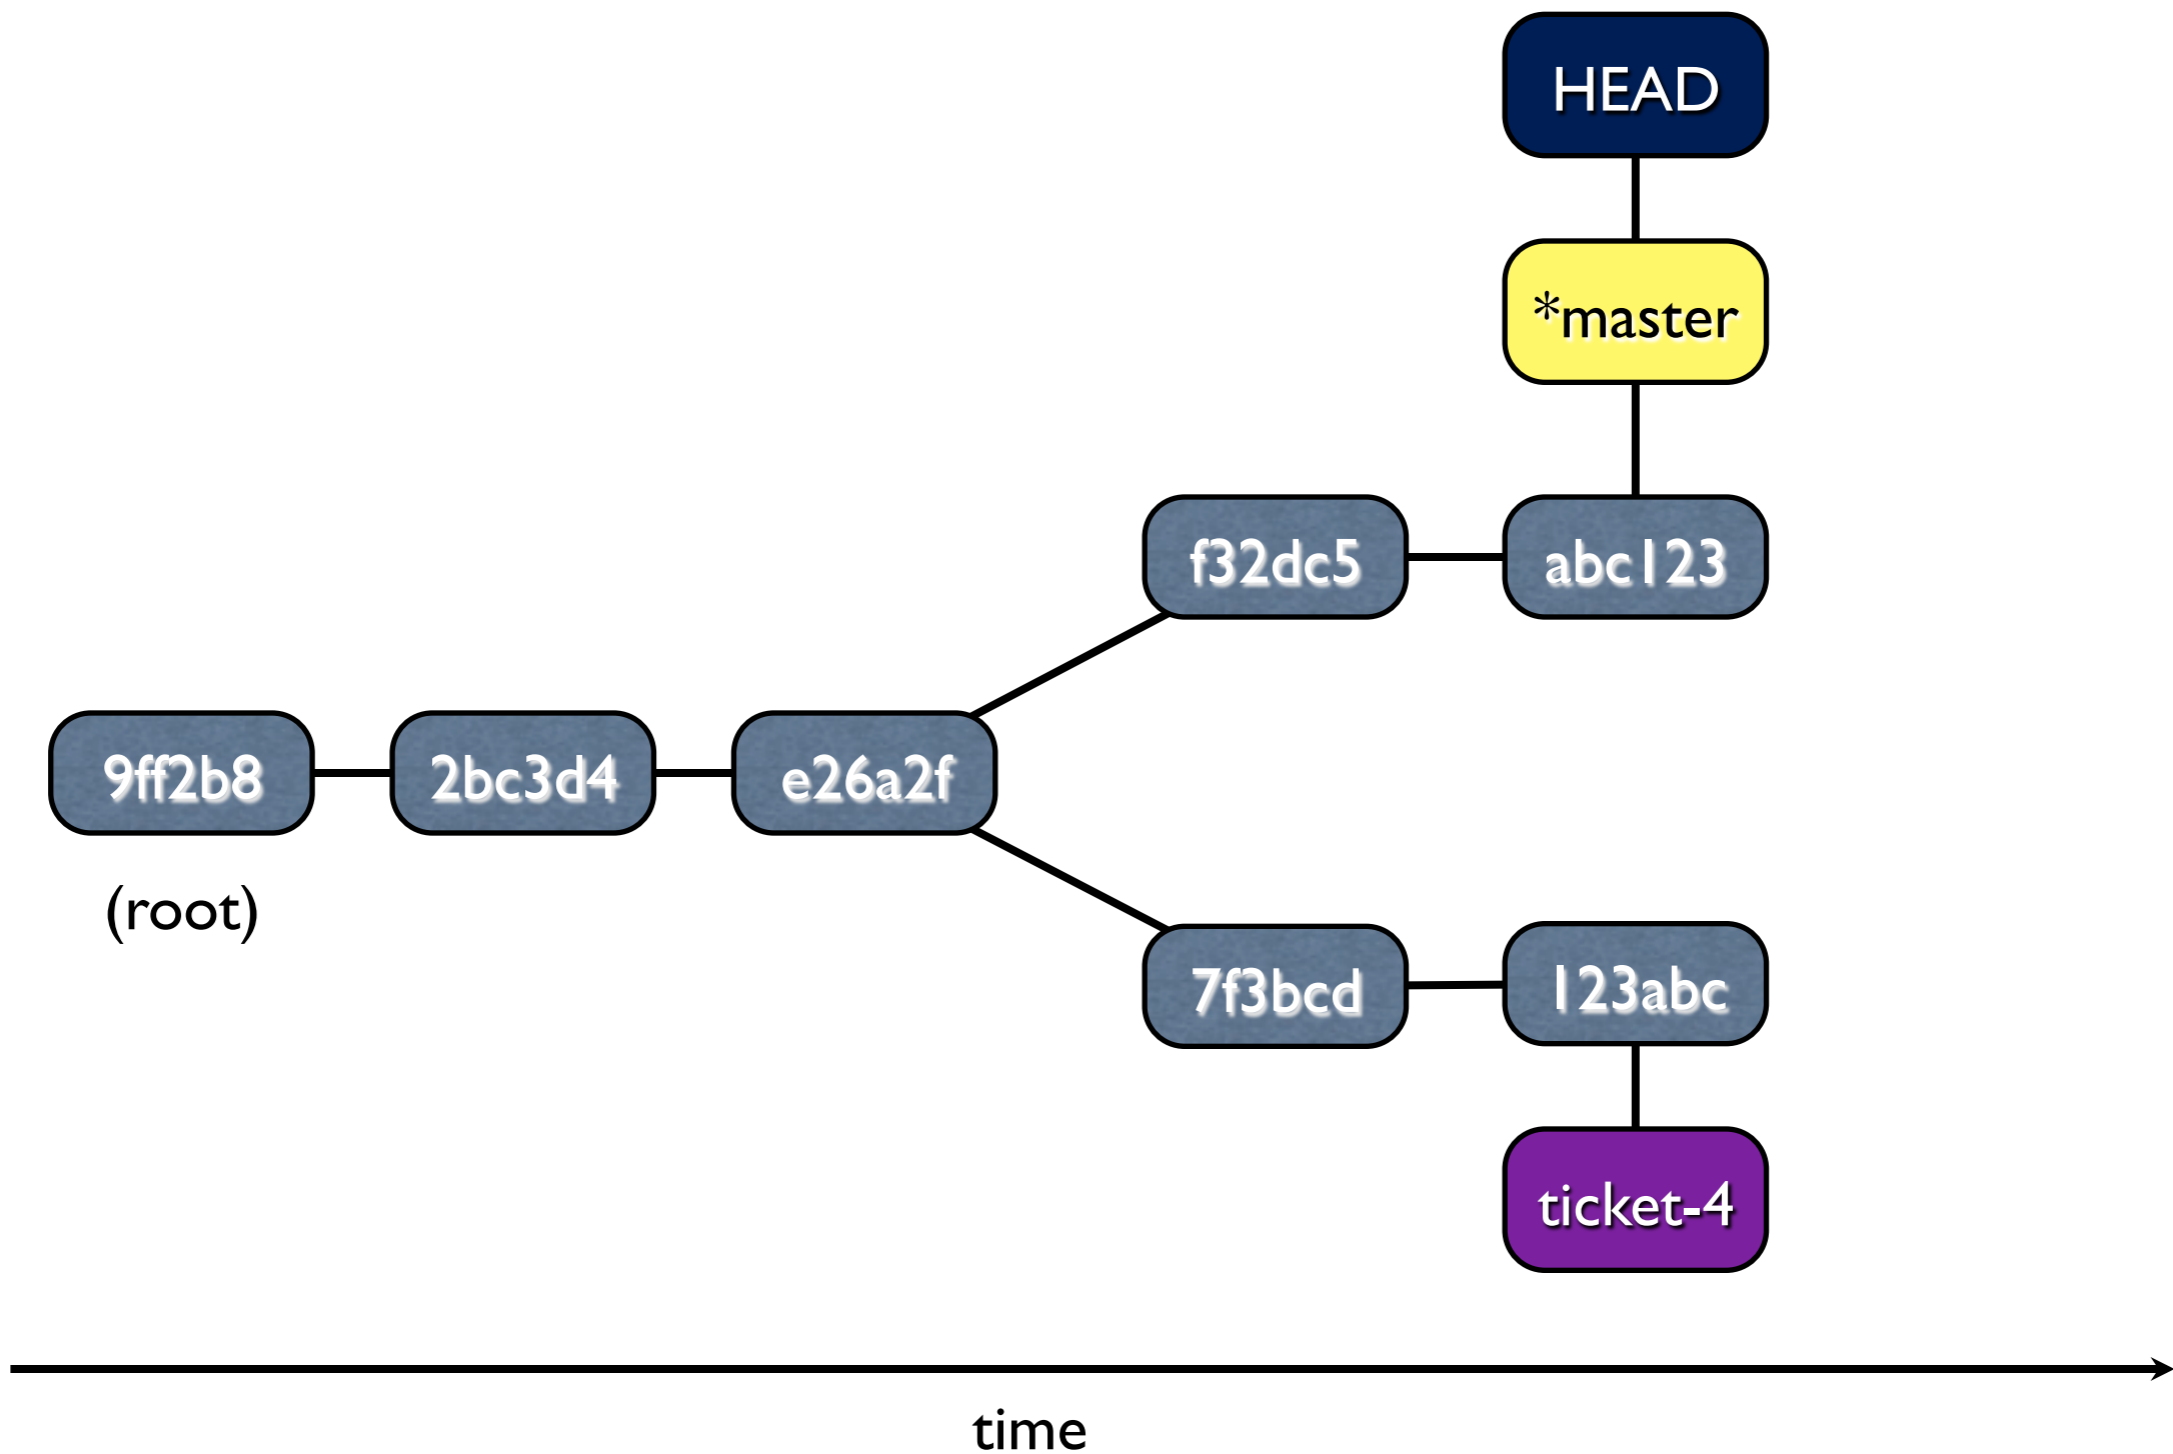 HEAD
*master
f32dc5
abc123
9ff2b8
2bc3d4
e26a2f
(root)
7f3bcd
123abc
ticket-4
time